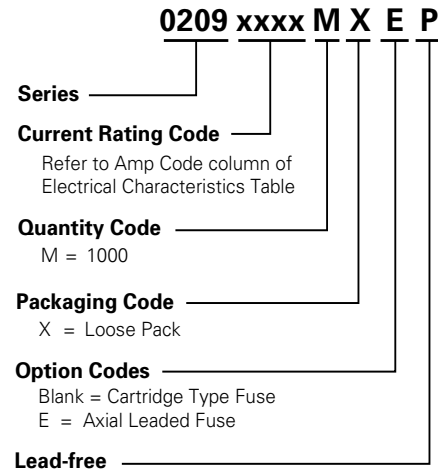 0209 xxxx M X E P
Series
Current Rating Code
Refer to Amp Code column of
Electrical Characteristics Table
Quantity Code
M = 1000
Packaging Code
X = Loose Pack
Option Codes
Blank = Cartridge Type Fuse
E = Axial Leaded Fuse
Lead-free